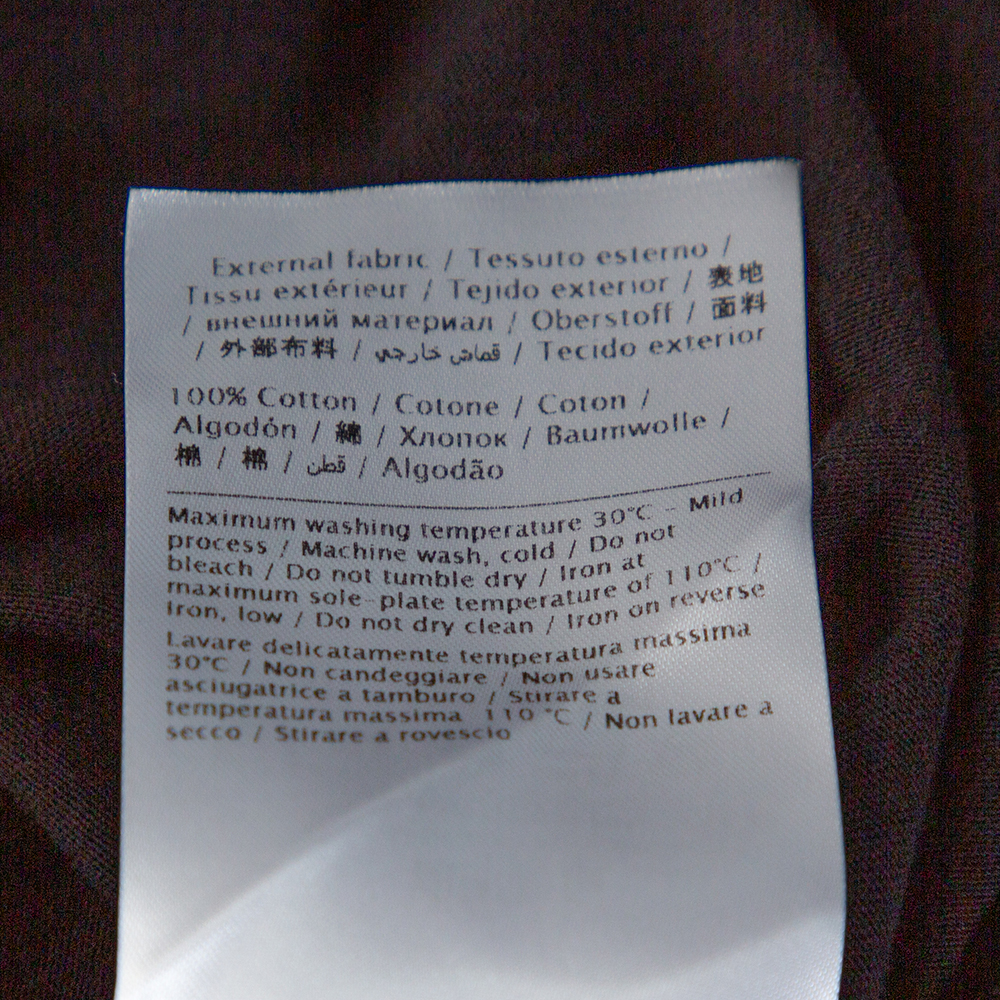 External fabric / Tessuto esterno /
Tissu extérieur / Tejido exterior / 表地
/ внешний материал / Oberstoff / 面料
/ 外部布料 / قماش خارجي / Tecido exterior
100% Cotton / Cotone / Coton /
Algodón / 綿 / Хлопок / Baumwolle /
棉 / 棉 / قطن / Algodão
Maximum washing temperature 30°C - Mild
process / Machine wash, cold / Do not
bleach / Do not tumble dry / Iron at
maximum sole-plate temperature of 110°C /
Iron, low / Do not dry clean / Iron on reverse
Lavare delicatamente temperatura massima
30°C / Non candeggiare / Non usare
asciugatrice a tamburo / Stirare a
temperatura massima 110 °C / Non lavare a
secco / Stirare a rovescio